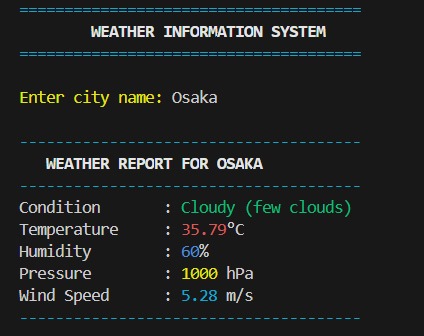 ======================================
WEATHER INFORMATION SYSTEM
======================================
Enter city name: Osaka
--------------------------------------
WEATHER REPORT FOR OSAKA
--------------------------------------
Condition : Cloudy (few clouds)
Temperature : 35.79°C
Humidity : 60%
Pressure : 1000 hPa
Wind Speed : 5.28 m/s
--------------------------------------